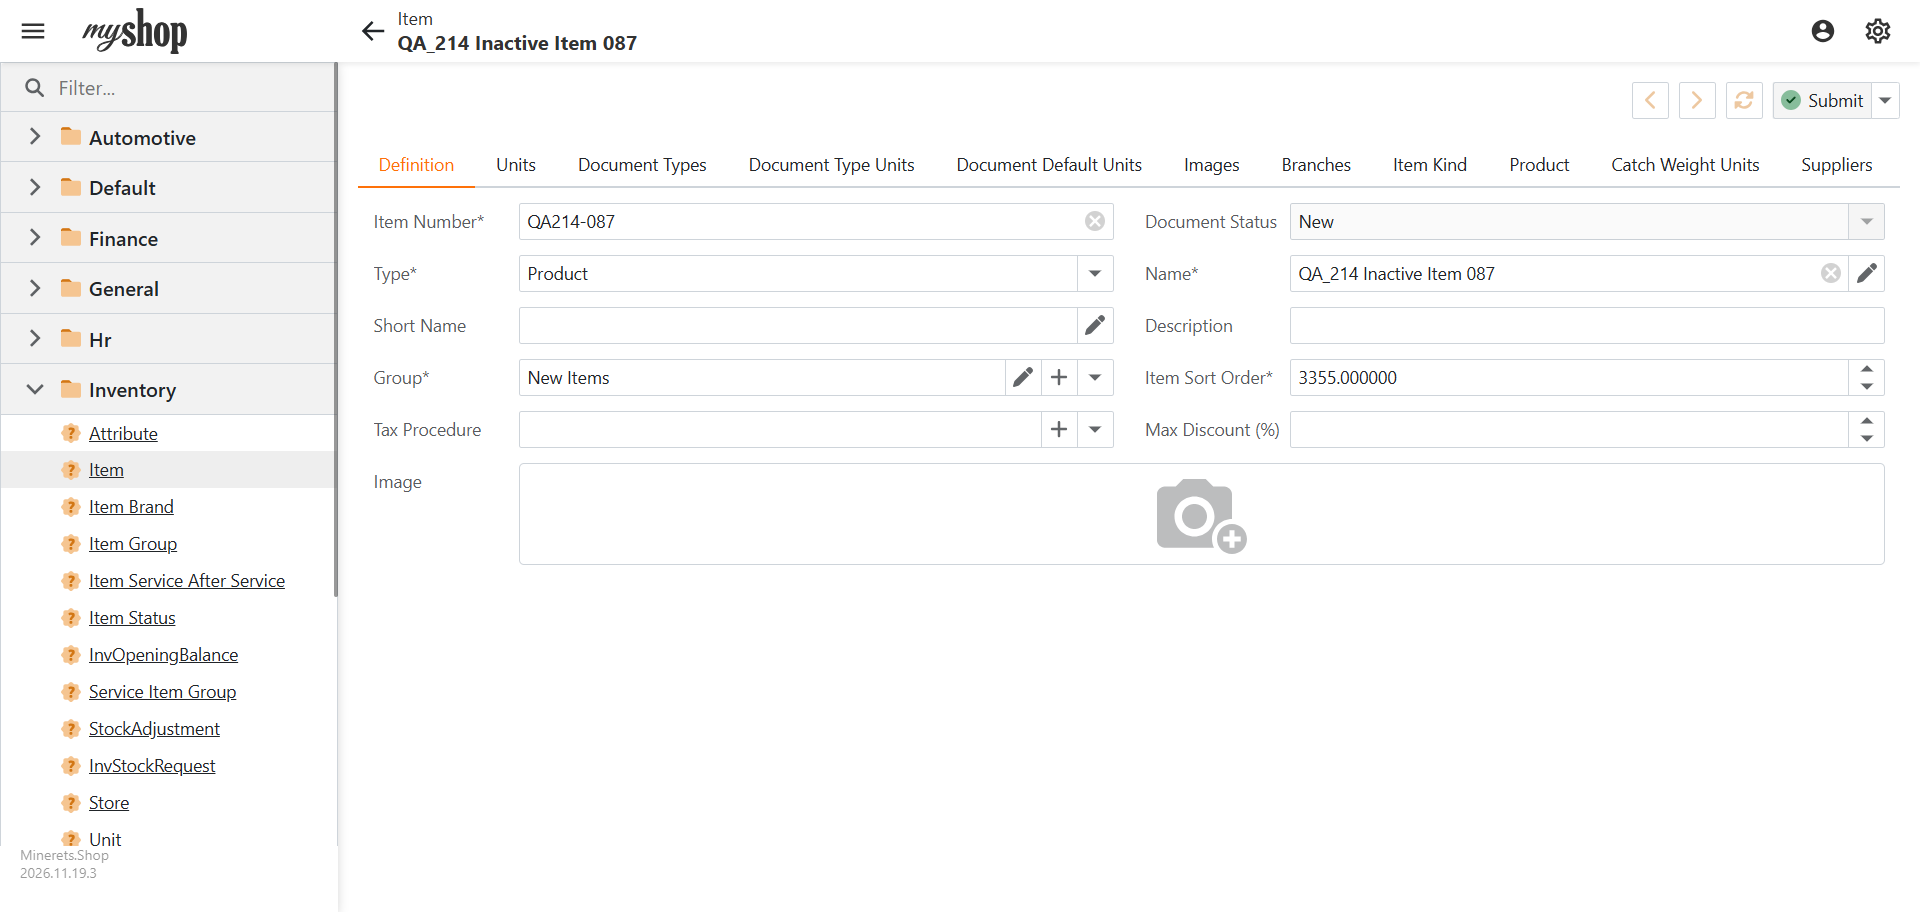 myshop
Item
QA_214 Inactive Item 087
Filter...
Automotive
Default
Finance
General
Hr
Inventory
Attribute
Item
Item Brand
Item Group
Item Service After Service
Item Status
InvOpeningBalance
Service Item Group
StockAdjustment
InvStockRequest
Store
Unit
Minerets.Shop
2026.11.19.3
Submit
Definition Units Document Types Document Type Units Document Default Units Images Branches Item Kind Product Catch Weight Units Suppliers
Item Number* QA214-087 Document Status New
Type* Product Name* QA_214 Inactive Item 087
Short Name Description
Group* New Items Item Sort Order* 3355.000000
Tax Procedure Max Discount (%)
Image